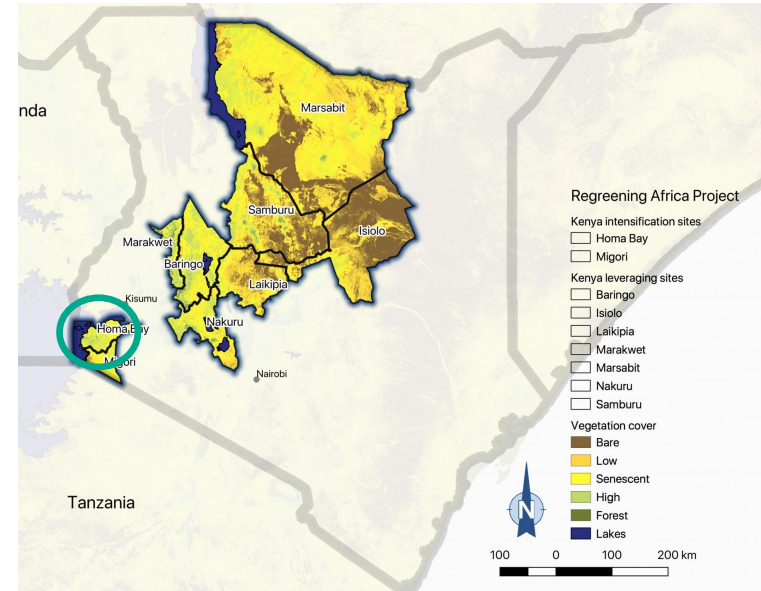 nda
Marsabit
Samburu
Isiolo
Marakwet
Baringo
Laikipia
Kisumu
Nakuru
Homa Bay
Migori
Nairobi
Tanzania
Regreening Africa Project
Kenya intensification sites
Homa Bay
Migori
Kenya leveraging sites
Baringo
Isiolo
Laikipia
Marakwet
Marsabit
Nakuru
Samburu
Vegetation cover
Bare
Low
Senescent
High
Forest
Lakes
N
100 0 100 200 km